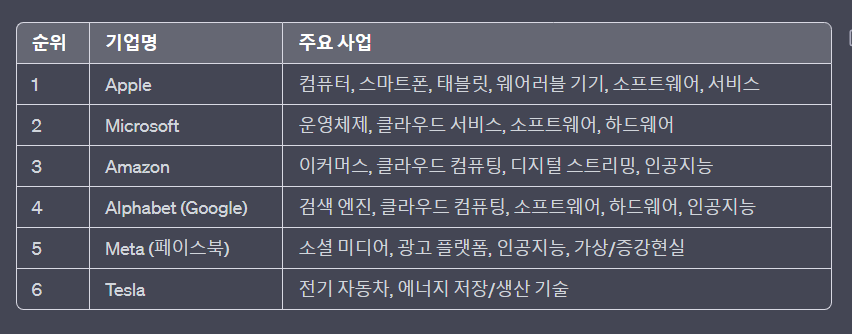 순위 기업명 주요 사업
1 Apple 컴퓨터, 스마트폰, 태블릿, 웨어러블 기기, 소프트웨어, 서비스
2 Microsoft 운영체제, 클라우드 서비스, 소프트웨어, 하드웨어
3 Amazon 이커머스, 클라우드 컴퓨팅, 디지털 스트리밍, 인공지능
4 Alphabet (Google) 검색 엔진, 클라우드 컴퓨팅, 소프트웨어, 하드웨어, 인공지능
5 Meta (페이스북) 소셜 미디어, 광고 플랫폼, 인공지능, 가상/증강현실
6 Tesla 전기 자동차, 에너지 저장/생산 기술